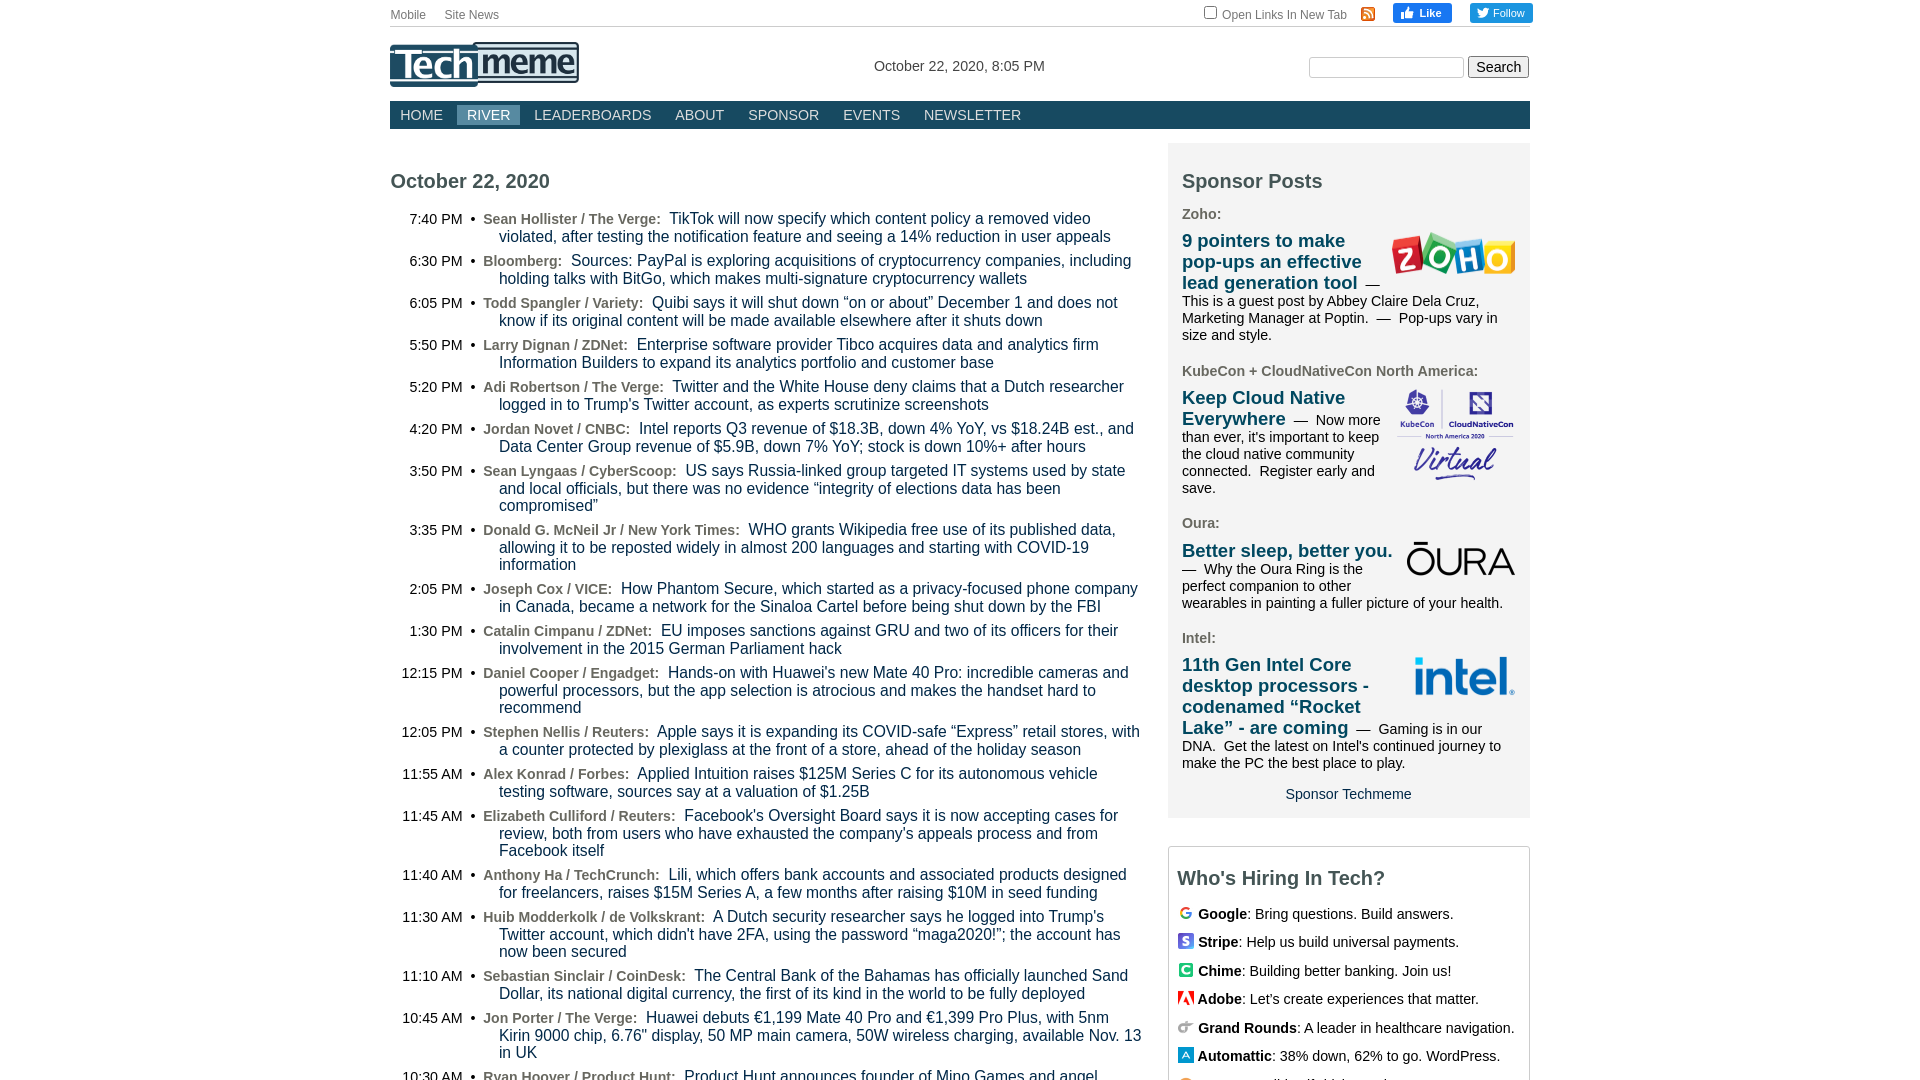 Mobile Site News
Open Links In New Tab Like Follow
Techmeme
October 22, 2020, 8:05 PM
Search
HOME RIVER LEADERBOARDS ABOUT SPONSOR EVENTS NEWSLETTER
October 22, 2020
7:40 PM • Sean Hollister / The Verge: TikTok will now specify which content policy a removed video
violated, after testing the notification feature and seeing a 14% reduction in user appeals
6:30 PM • Bloomberg: Sources: PayPal is exploring acquisitions of cryptocurrency companies, including
holding talks with BitGo, which makes multi-signature cryptocurrency wallets
6:05 PM • Todd Spangler / Variety: Quibi says it will shut down “on or about” December 1 and does not
know if its original content will be made available elsewhere after it shuts down
5:50 PM • Larry Dignan / ZDNet: Enterprise software provider Tibco acquires data and analytics firm
Information Builders to expand its analytics portfolio and customer base
5:20 PM • Adi Robertson / The Verge: Twitter and the White House deny claims that a Dutch researcher
logged in to Trump's Twitter account, as experts scrutinize screenshots
4:20 PM • Jordan Novet / CNBC: Intel reports Q3 revenue of $18.3B, down 4% YoY, vs $18.24B est., and
Data Center Group revenue of $5.9B, down 7% YoY; stock is down 10%+ after hours
3:50 PM • Sean Lyngaas / CyberScoop: US says Russia-linked group targeted IT systems used by state
and local officials, but there was no evidence “integrity of elections data has been
compromised”
3:35 PM • Donald G. McNeil Jr / New York Times: WHO grants Wikipedia free use of its published data,
allowing it to be reposted widely in almost 200 languages and starting with COVID-19
information
2:05 PM • Joseph Cox / VICE: How Phantom Secure, which started as a privacy-focused phone company
in Canada, became a network for the Sinaloa Cartel before being shut down by the FBI
1:30 PM • Catalin Cimpanu / ZDNet: EU imposes sanctions against GRU and two of its officers for their
involvement in the 2015 German Parliament hack
12:15 PM • Daniel Cooper / Engadget: Hands-on with Huawei's new Mate 40 Pro: incredible cameras and
powerful processors, but the app selection is atrocious and makes the handset hard to
recommend
12:05 PM • Stephen Nellis / Reuters: Apple says it is expanding its COVID-safe “Express” retail stores, with
a counter protected by plexiglass at the front of a store, ahead of the holiday season
11:55 AM • Alex Konrad / Forbes: Applied Intuition raises $125M Series C for its autonomous vehicle
testing software, sources say at a valuation of $1.25B
11:45 AM • Elizabeth Culliford / Reuters: Facebook's Oversight Board says it is now accepting cases for
review, both from users who have exhausted the company's appeals process and from
Facebook itself
11:40 AM • Anthony Ha / TechCrunch: Lili, which offers bank accounts and associated products designed
for freelancers, raises $15M Series A, a few months after raising $10M in seed funding
11:30 AM • Huib Modderkolk / de Volkskrant: A Dutch security researcher says he logged into Trump's
Twitter account, which didn't have 2FA, using the password “maga2020!”; the account has
now been secured
11:10 AM • Sebastian Sinclair / CoinDesk: The Central Bank of the Bahamas has officially launched Sand
Dollar, its national digital currency, the first of its kind in the world to be fully deployed
10:45 AM • Jon Porter / The Verge: Huawei debuts €1,199 Mate 40 Pro and €1,399 Pro Plus, with 5nm
Kirin 9000 chip, 6.76" display, 50 MP main camera, 50W wireless charging, available Nov. 13
in UK
10:30 AM • Ryan Hoover / Product Hunt: Product Hunt announces founder of Mino Games and angel
Sponsor Posts
Zoho:
9 pointers to make
pop-ups an effective
lead generation tool —
ZOHO
This is a guest post by Abbey Claire Dela Cruz,
Marketing Manager at Poptin. — Pop-ups vary in
size and style.
KubeCon + CloudNativeCon North America:
Keep Cloud Native
Everywhere — Now more
than ever, it's important to keep
the cloud native community
connected. Register early and
save.
KubeCon CloudNativeCon
North America 2020
Virtual
Oura:
Better sleep, better you.
ŌURA
— Why the Oura Ring is the
perfect companion to other
wearables in painting a fuller picture of your health.
Intel:
11th Gen Intel Core
desktop processors -
codenamed “Rocket
Lake” - are coming — Gaming is in our
intel®
DNA. Get the latest on Intel's continued journey to
make the PC the best place to play.
Sponsor Techmeme
Who's Hiring In Tech?
Google: Bring questions. Build answers.
Stripe: Help us build universal payments.
Chime: Building better banking. Join us!
Adobe: Let’s create experiences that matter.
Grand Rounds: A leader in healthcare navigation.
Automattic: 38% down, 62% to go. WordPress.